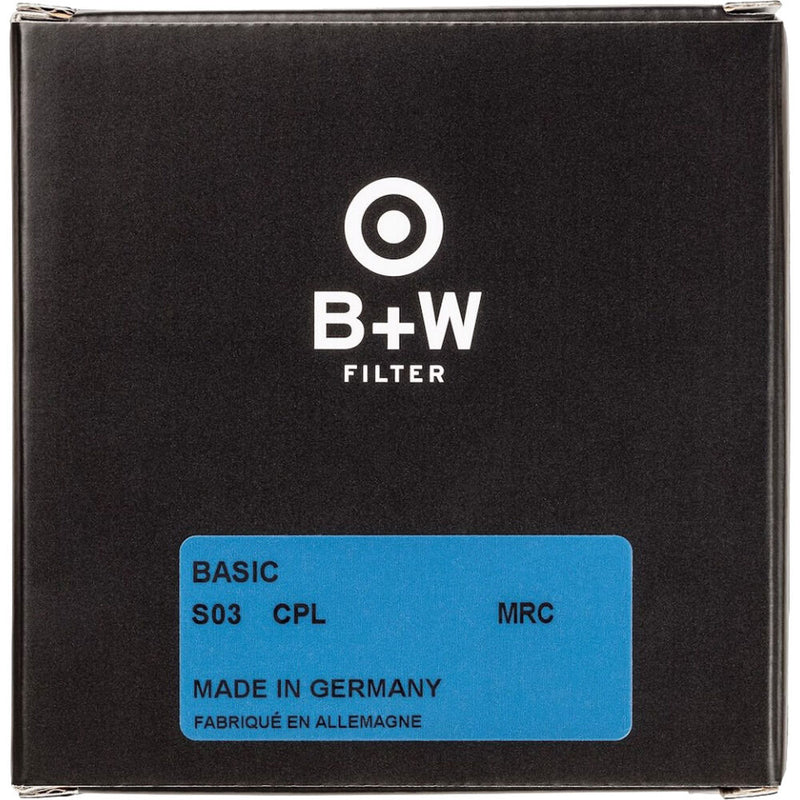 B+W
FILTER
BASIC
S03 CPL MRC
MADE IN GERMANY
FABRIQUÉ EN ALLEMAGNE